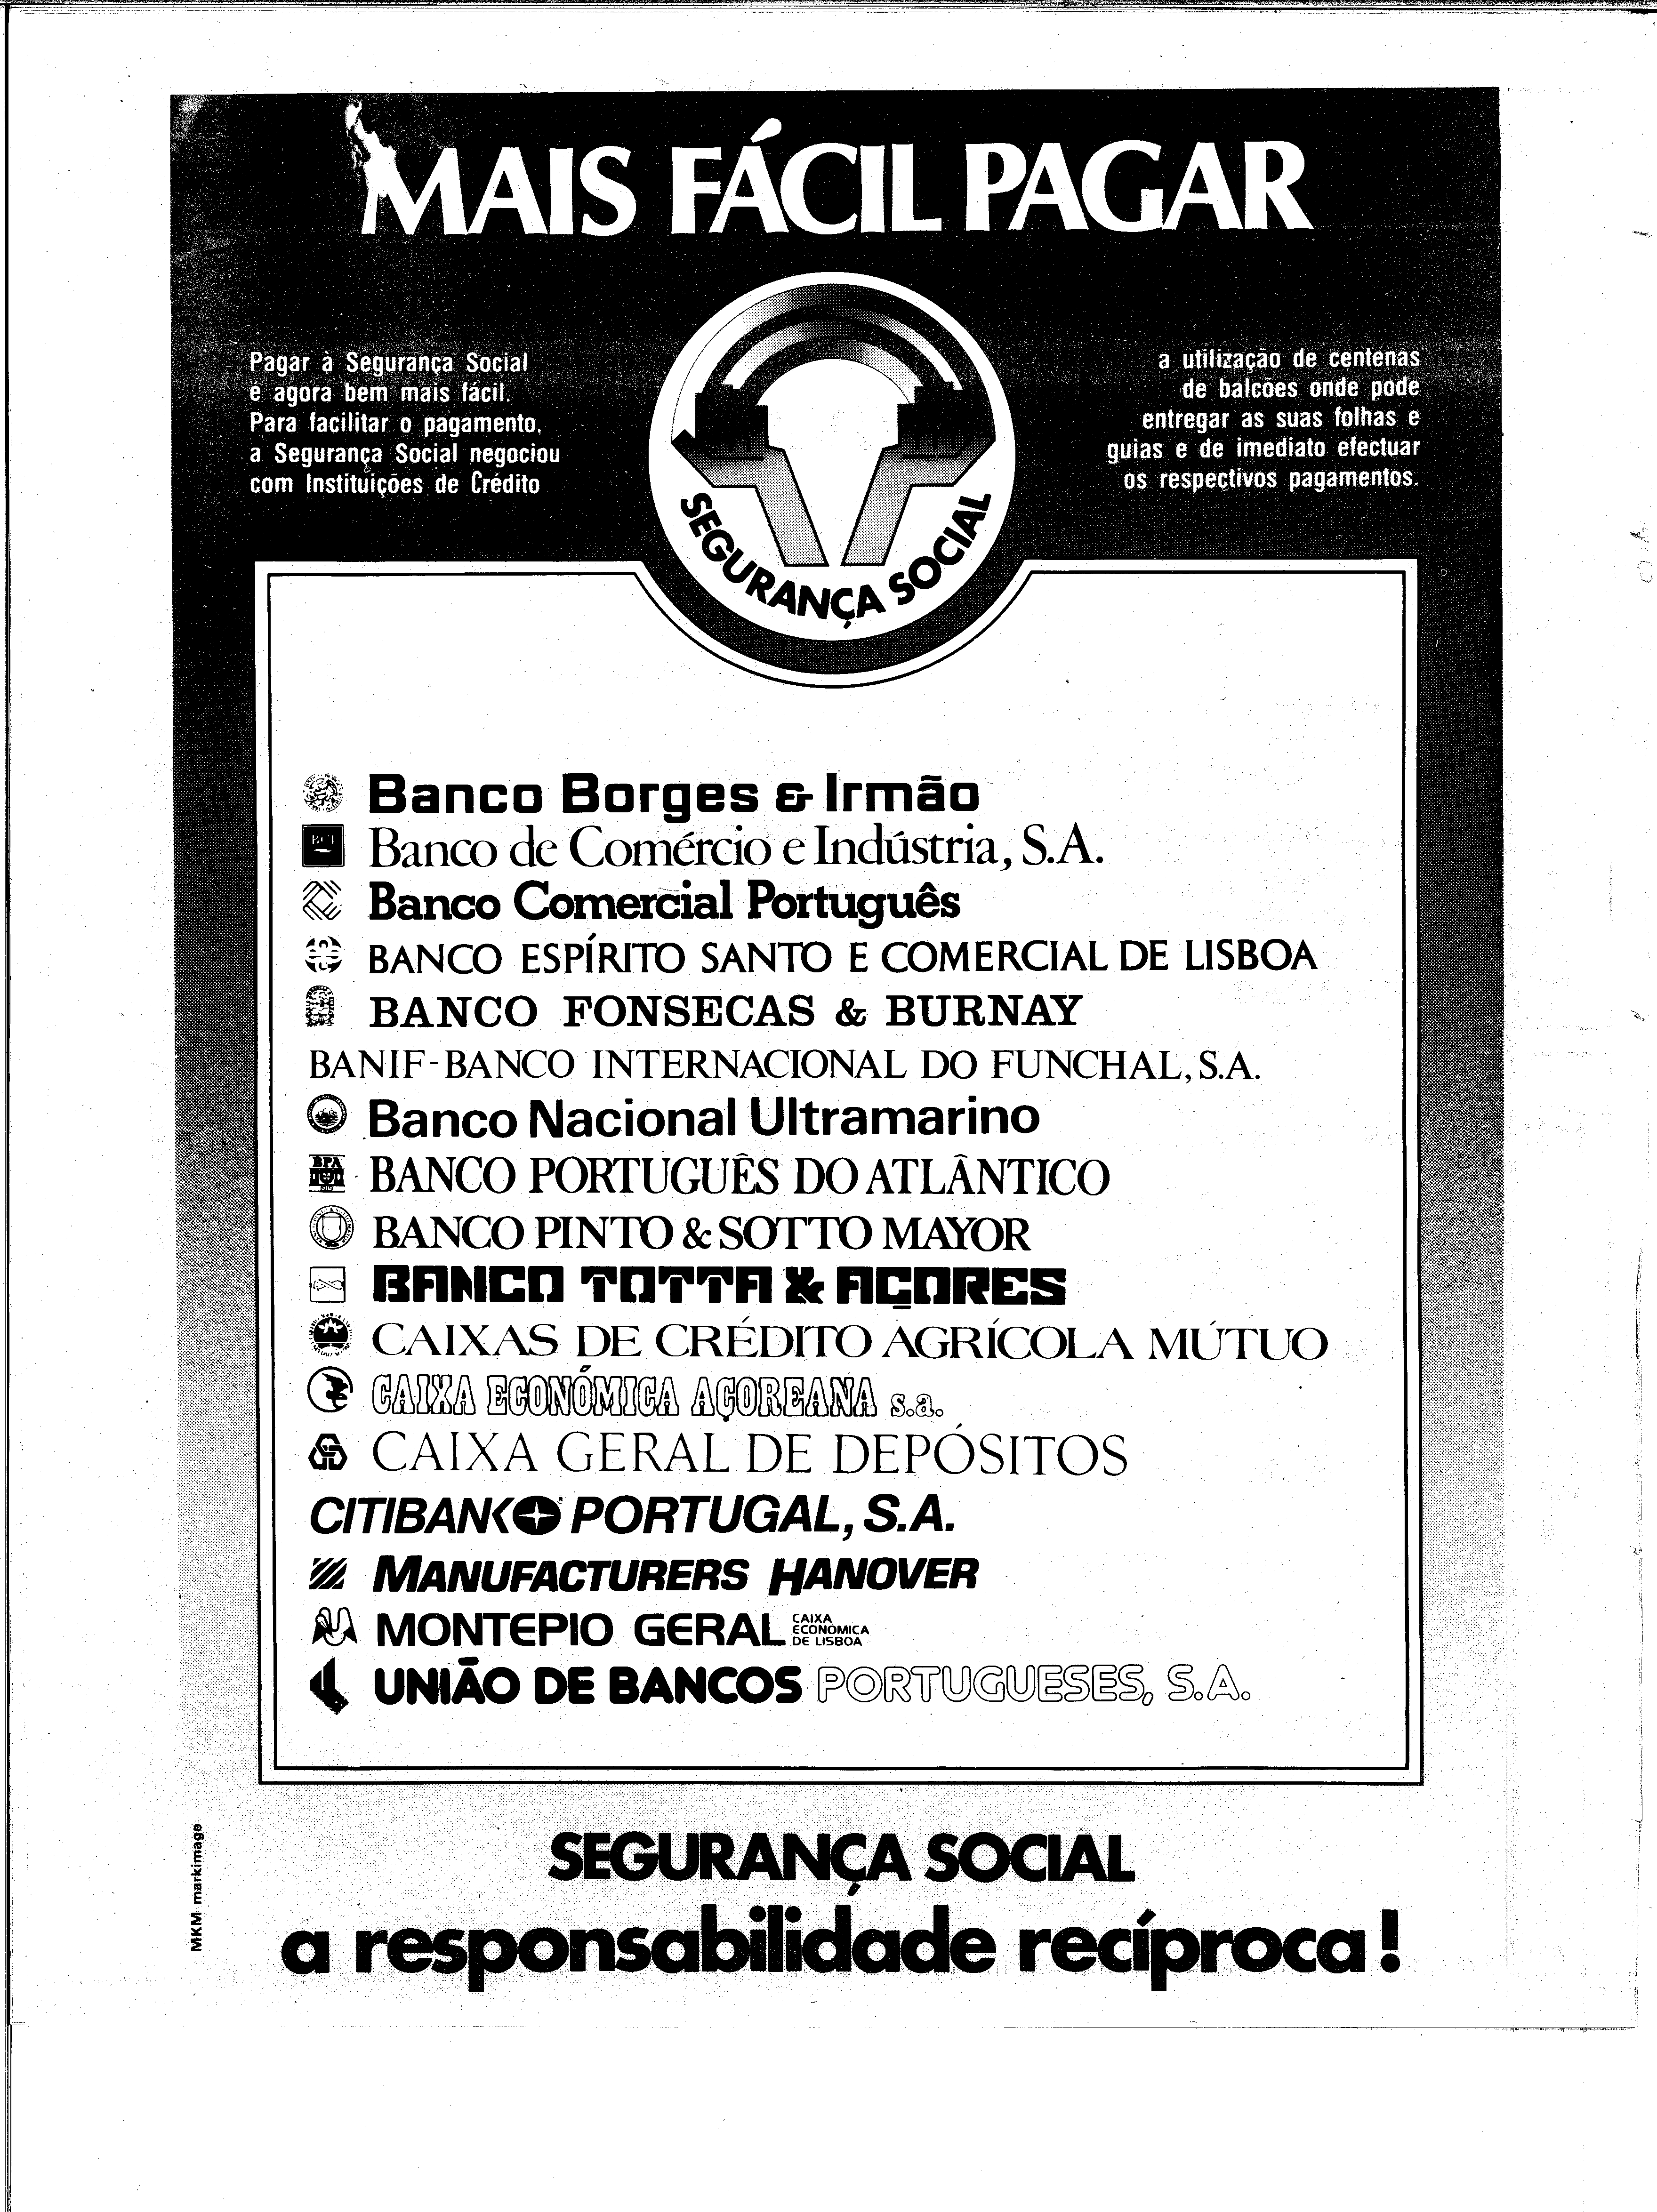 MAIS FÁCIL PAGAR
Pagar à Segurança Social
é agora bem mais fácil.
Para facilitar o pagamento,
a Segurança Social negociou
com Instituições de Crédito
a utilização de centenas
de balcões onde pode
entregar as suas folhas e
guias e de imediato efectuar
os respectivos pagamentos.
SEGURANÇA SOCIAL
Banco Borges & Irmão
BCI
Banco de Comércio e Indústria, S.A.
Banco Comercial Português
BANCO ESPÍRITO SANTO E COMERCIAL DE LISBOA
BANCO FONSECAS & BURNAY
BANIF-BANCO INTERNACIONAL DO FUNCHAL, S.A.
Banco Nacional Ultramarino
BPA
BANCO PORTUGUÊS DO ATLÂNTICO
BANCO PINTO & SOTTO MAYOR
BANCO TOTTA & AÇORES
CAIXAS DE CRÉDITO AGRÍCOLA MÚTUO
CAIXA ECONÓMICA AÇOREANA s.a.
CAIXA GERAL DE DEPÓSITOS
CITIBANCO PORTUGAL, S.A.
MANUFACTURERS HANOVER
MONTEPIO GERAL CAIXA
ECONÓMICA
DE LISBOA
UNIÃO DE BANCOS PORTUGUESES, S.A.
MKM markimage
SEGURANÇA SOCIAL
a responsabilidade recíproca!